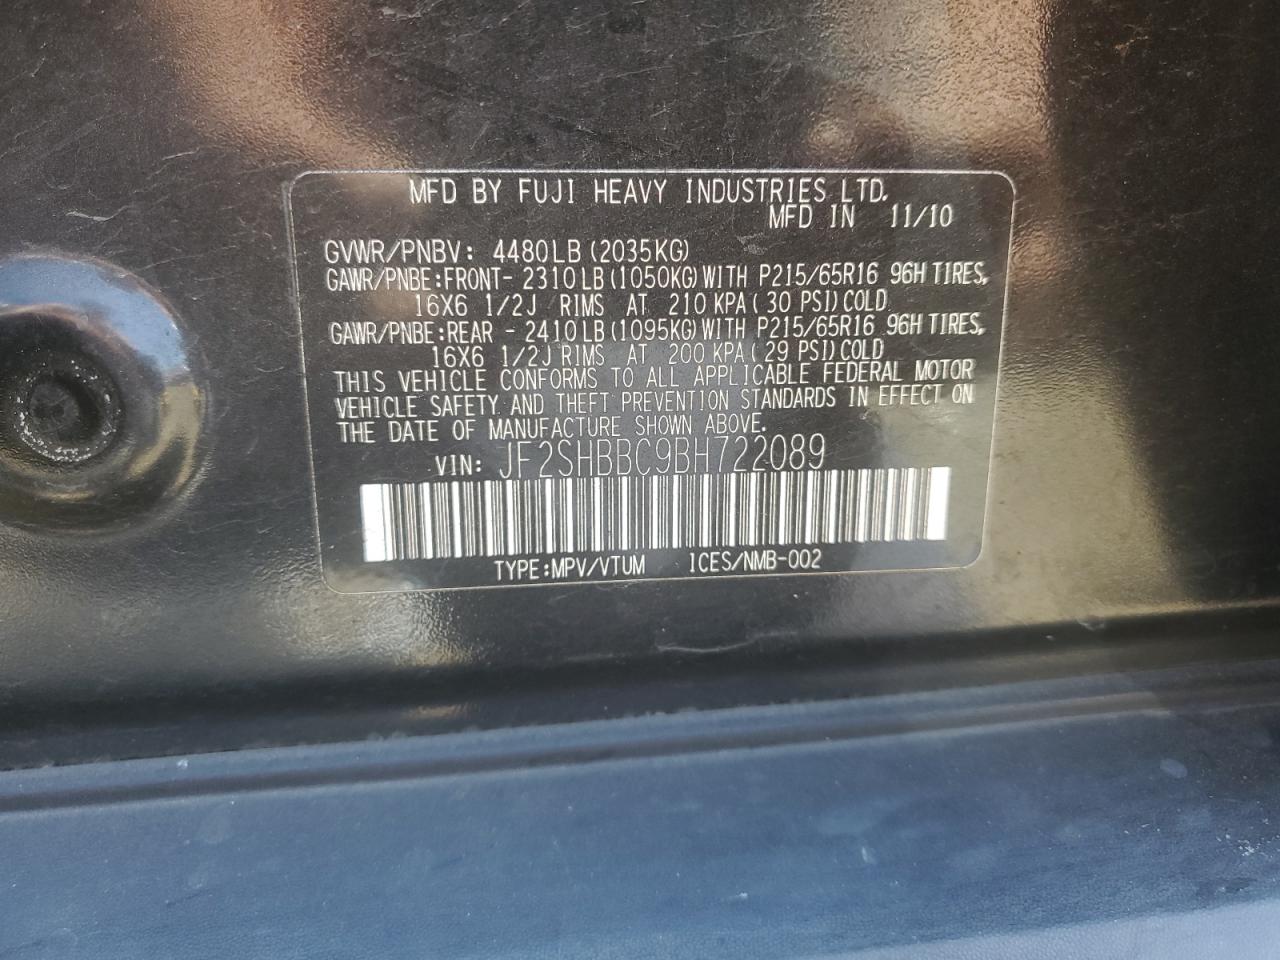 MFD BY FUJI HEAVY INDUSTRIES LTD.
MFD IN 11/10
GVWR/PNBV: 4480LB (2035KG)
GAWR/PNBE:FRONT- 2310LB (1050KG) WITH P215/65R16 96H TIRES,
16X6 1/2J RIMS AT 210 KPA ( 30 PSI) COLD.
GAWR/PNBE:REAR - 2410LB (1095KG) WITH P215/65R16 96H TIRES,
16X6 1/2J RIMS AT 200 KPA ( 29 PSI) COLD
THIS VEHICLE CONFORMS TO ALL APPLICABLE FEDERAL MOTOR
VEHICLE SAFETY AND THEFT PREVENTION STANDARDS IN EFFECT ON
THE DATE OF MANUFACTURE SHOWN ABOVE.
VIN: JF2SHBBC9BH722089
TYPE:MPV/VTUM ICES/NMB-002